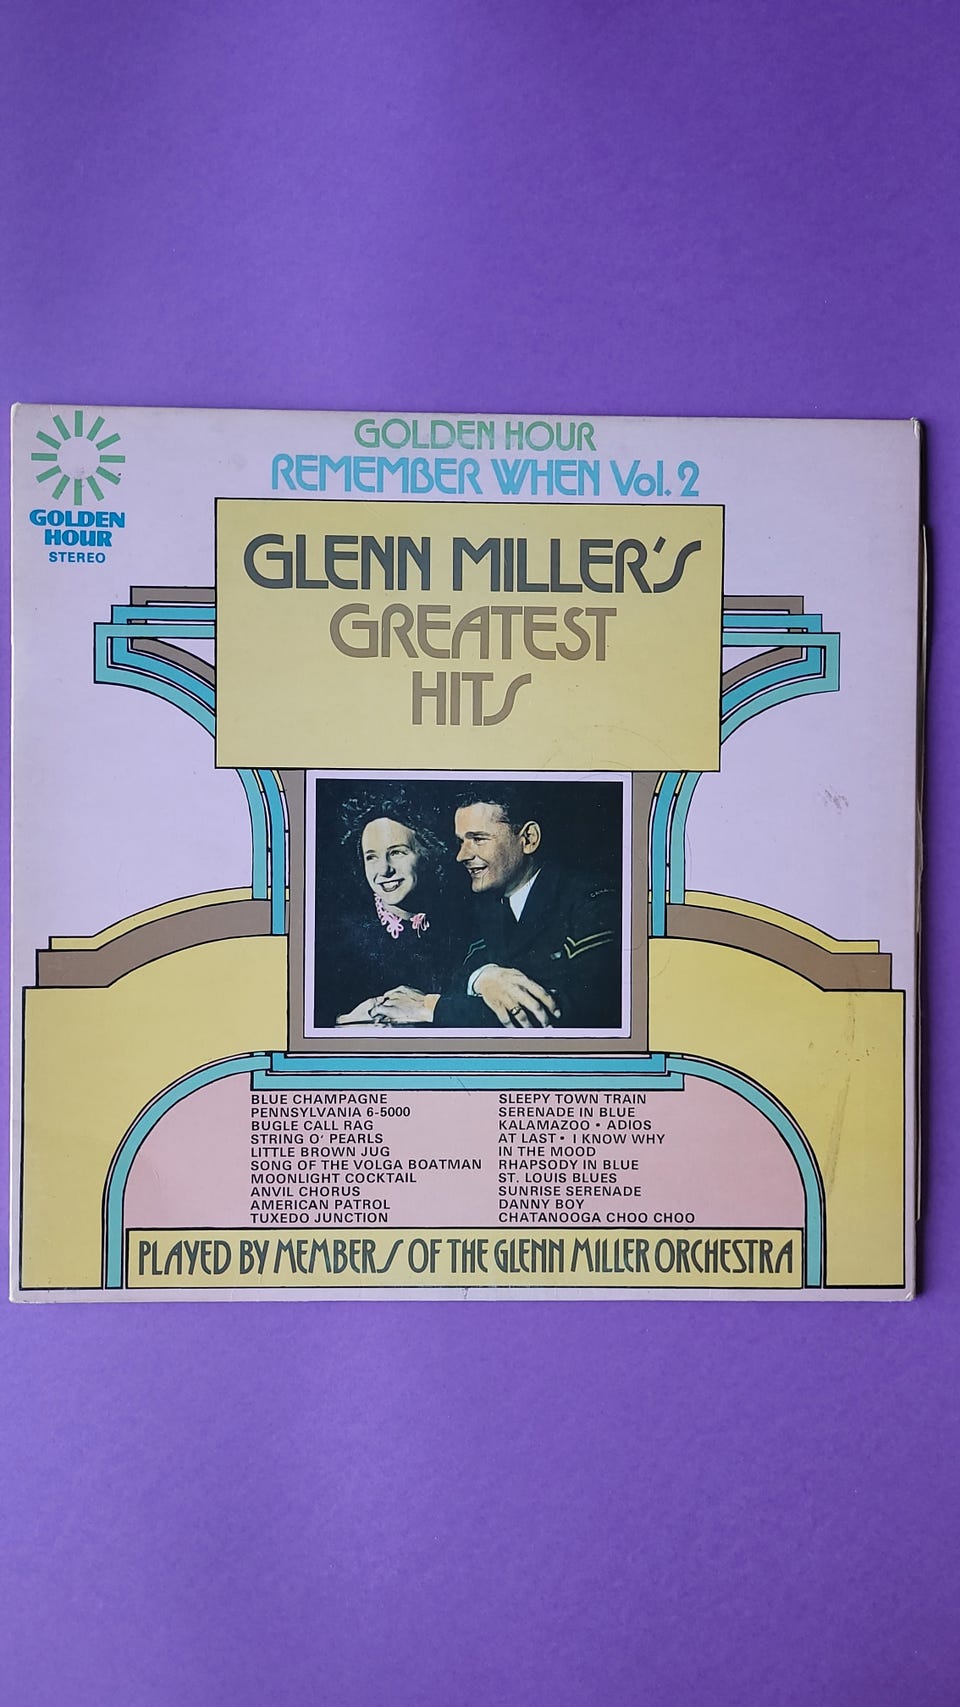 GOLDEN HOUR
REMEMBER WHEN Vol. 2
GOLDEN
HOUR
STEREO
GLENN MILLER'S
GREATEST
HITS
BLUE CHAMPAGNE
PENNSYLVANIA 6-5000
BUGLE CALL RAG
STRING O' PEARLS
LITTLE BROWN JUG
SONG OF THE VOLGA BOATMAN
MOONLIGHT COCKTAIL
ANVIL CHORUS
AMERICAN PATROL
TUXEDO JUNCTION
SLEEPY TOWN TRAIN
SERENADE IN BLUE
KALAMAZOO • ADIOS
AT LAST • I KNOW WHY
IN THE MOOD
RHAPSODY IN BLUE
ST. LOUIS BLUES
SUNRISE SERENADE
DANNY BOY
CHATANOOGA CHOO CHOO
PLAYED BY MEMBERS OF THE GLENN MILLER ORCHESTRA